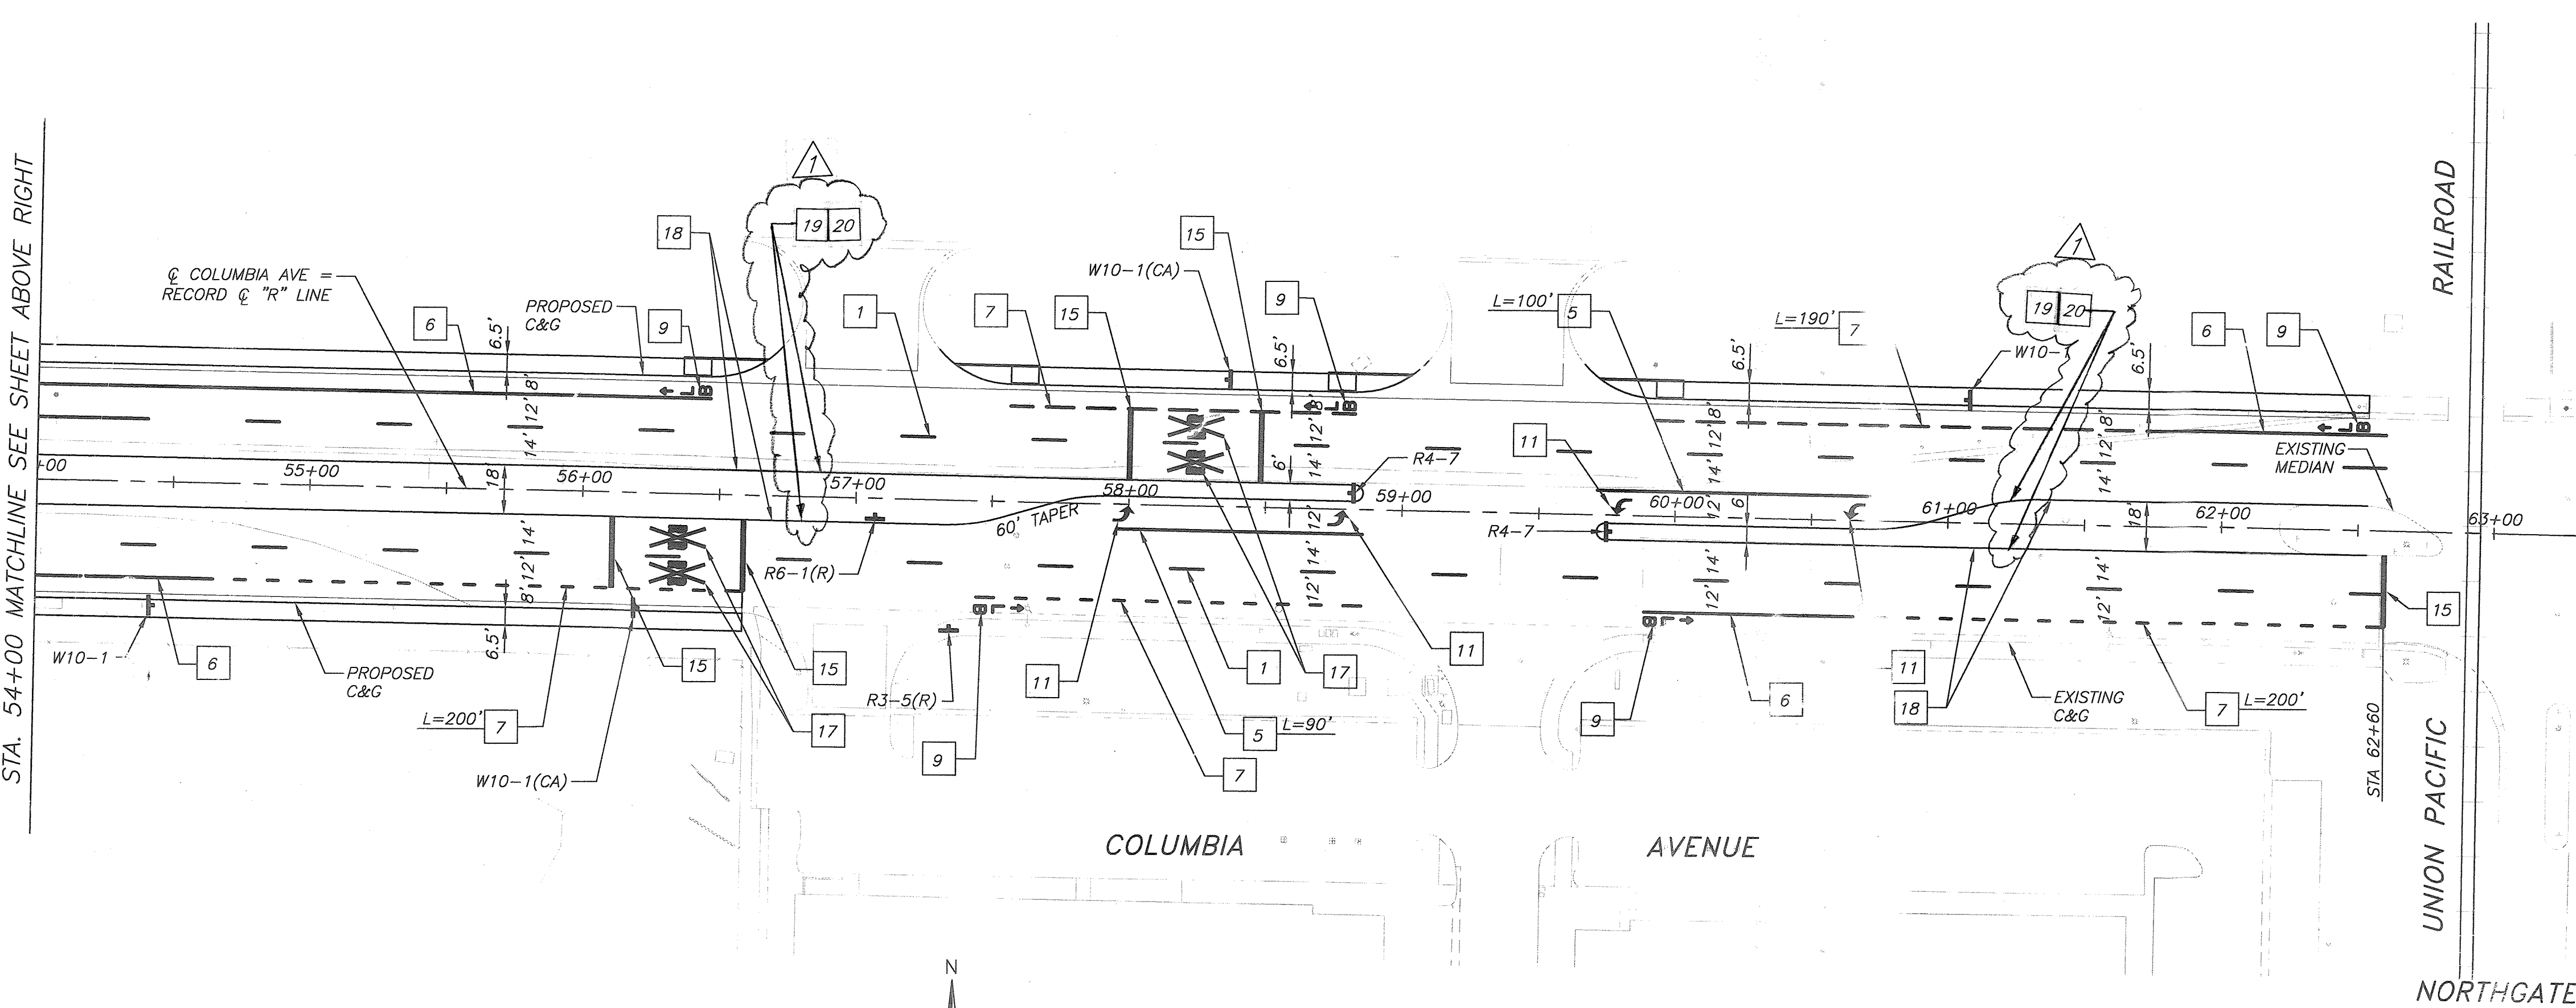 STA. 54+00 MATCHLINE SEE SHEET ABOVE RIGHT
℄ COLUMBIA AVE =
RECORD ℄ "R" LINE
6
PROPOSED
C&G
9
6.5'
8'
12'
14'
18'
18
1
19 20
1
7
15
W10-1(CA)
15
9
6.5'
8'
12'
14'
6'
R4-7
L=100' 5
11
L=190' 7
6.5'
8'
12'
14'
W10-1
1
19 20
6
9
6.5'
8'
12'
14'
EXISTING
MEDIAN
RAILROAD
L B
L B
L B
+00
55+00
56+00
57+00
58+00
59+00
60+00
61+00
62+00
63+00
60' TAPER
R4-7
12'
6
18'
14'
12'
8'
6.5'
R R
R R
R6-1(R)
12'
14'
12'
14'
12'
14'
12'
B L
B L
W10-1
6
PROPOSED
C&G
L=200' 7
W10-1(CA)
15
15
17
R3-5(R)
9
11
1
17
11
5 L=90'
7
9
6
11
18
EXISTING
C&G
7 L=200'
15
STA 62+60
COLUMBIA AVENUE
UNION PACIFIC
N
NORTHGATE